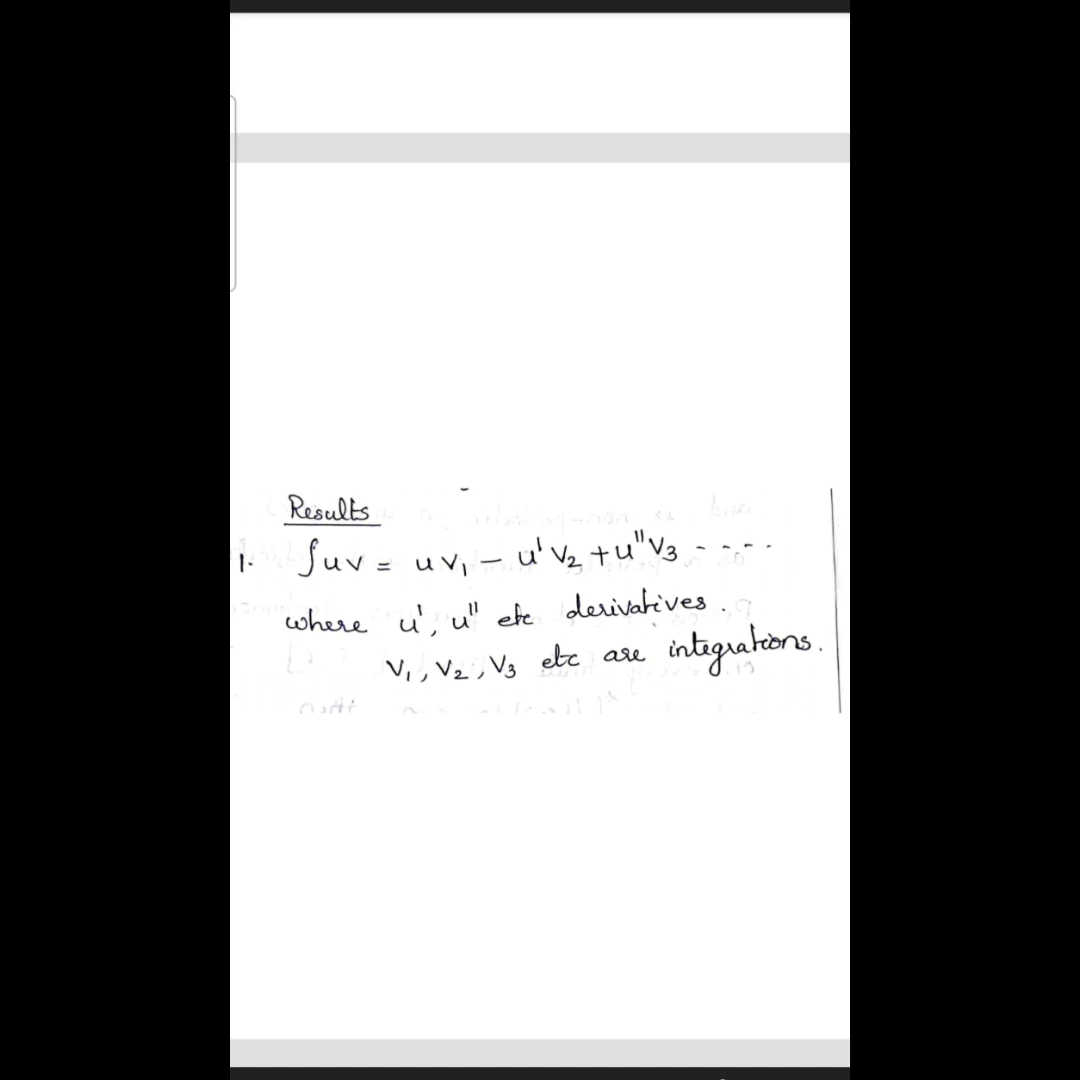 Results
1. ∫uv = uv₁ – u' v₂ + u'' v₃ - - - -
where u', u'' etc derivatives.
v₁, v₂, v₃ etc are integrations.